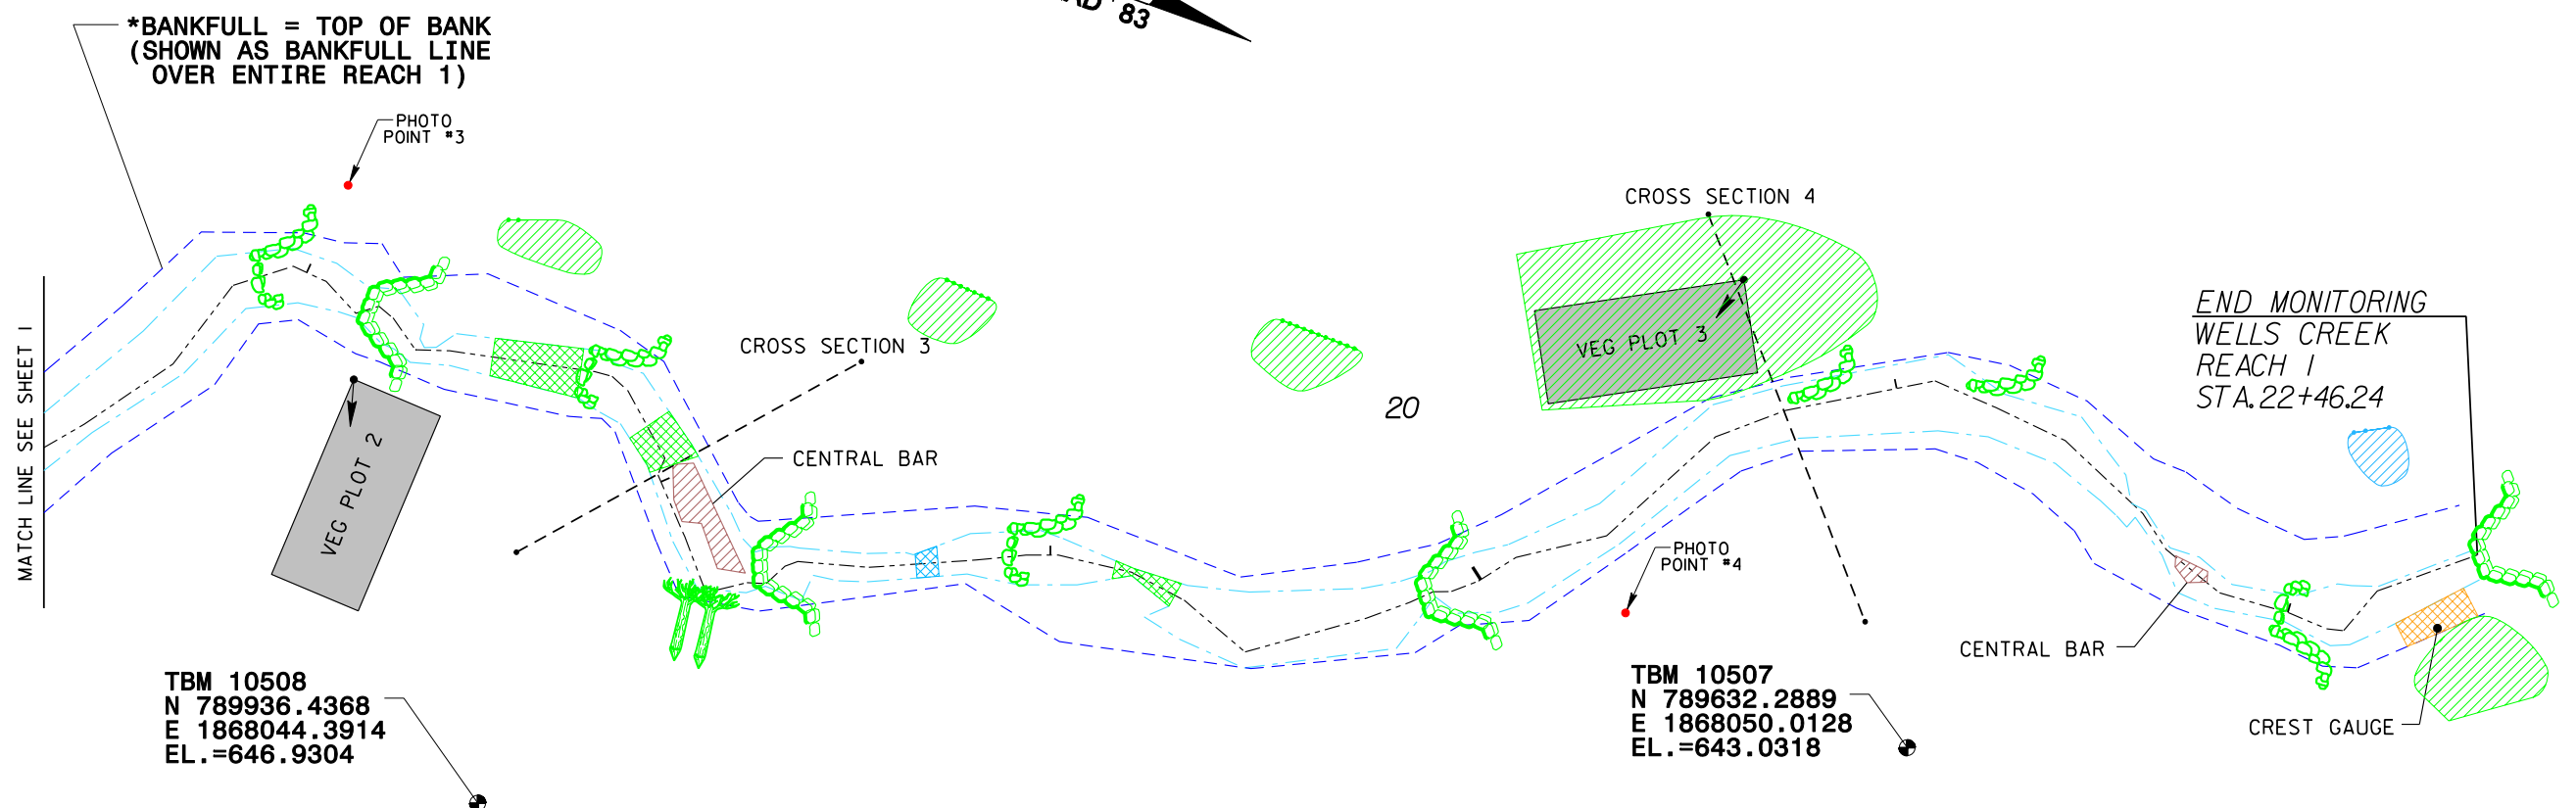 *BANKFULL = TOP OF BANK
(SHOWN AS BANKFULL LINE
OVER ENTIRE REACH 1)
'83
PHOTO
POINT #3
CROSS SECTION 4
END MONITORING
WELLS CREEK
REACH 1
STA.22+46.24
MATCH LINE SEE SHEET 1
VEG PLOT 3
CROSS SECTION 3
20
VEG PLOT 2
CENTRAL BAR
PHOTO
POINT #4
CENTRAL BAR
TBM 10508
N 789936.4368
E 1868044.3914
EL.=646.9304
TBM 10507
N 789632.2889
E 1868050.0128
EL.=643.0318
CREST GAUGE